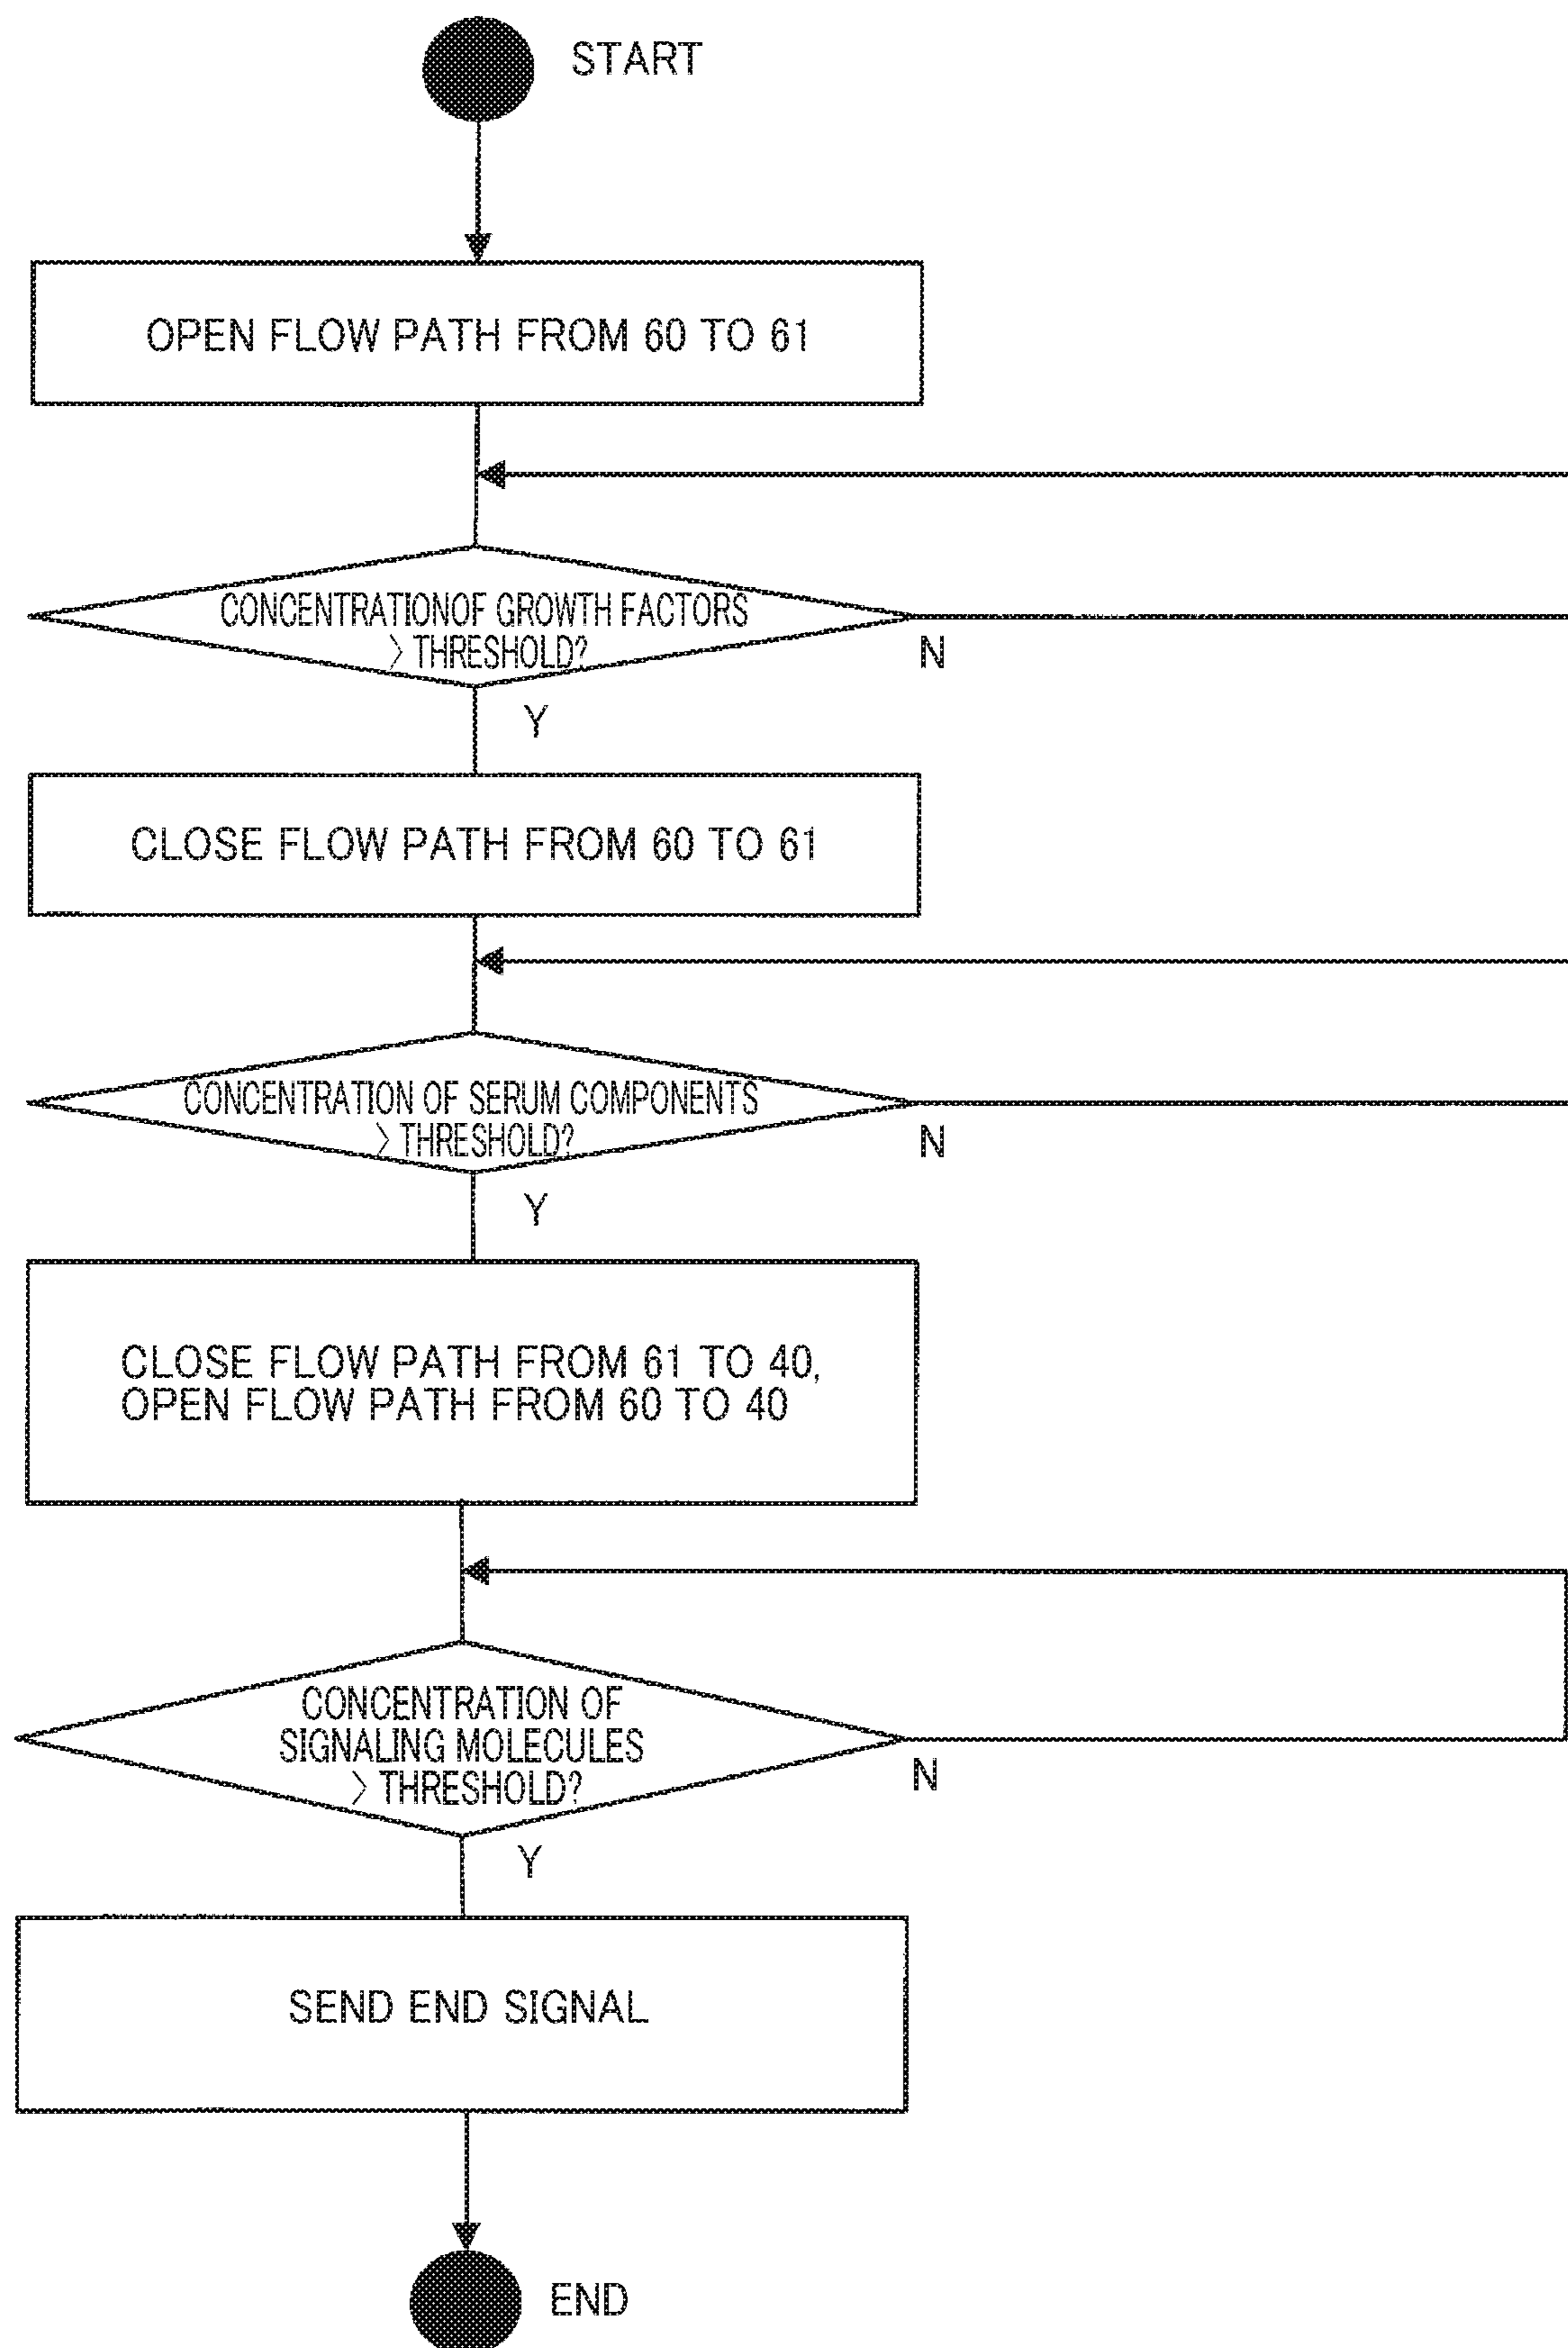 START
OPEN FLOW PATH FROM 60 TO 61
CONCENTRATIONOF GROWTH FACTORS
> THRESHOLD?
N
Y
CLOSE FLOW PATH FROM 60 TO 61
CONCENTRATION OF SERUM COMPONENTS
> THRESHOLD?
N
Y
CLOSE FLOW PATH FROM 61 TO 40,
OPEN FLOW PATH FROM 60 TO 40
CONCENTRATION OF
SIGNALING MOLECULES
> THRESHOLD?
N
Y
SEND END SIGNAL
END